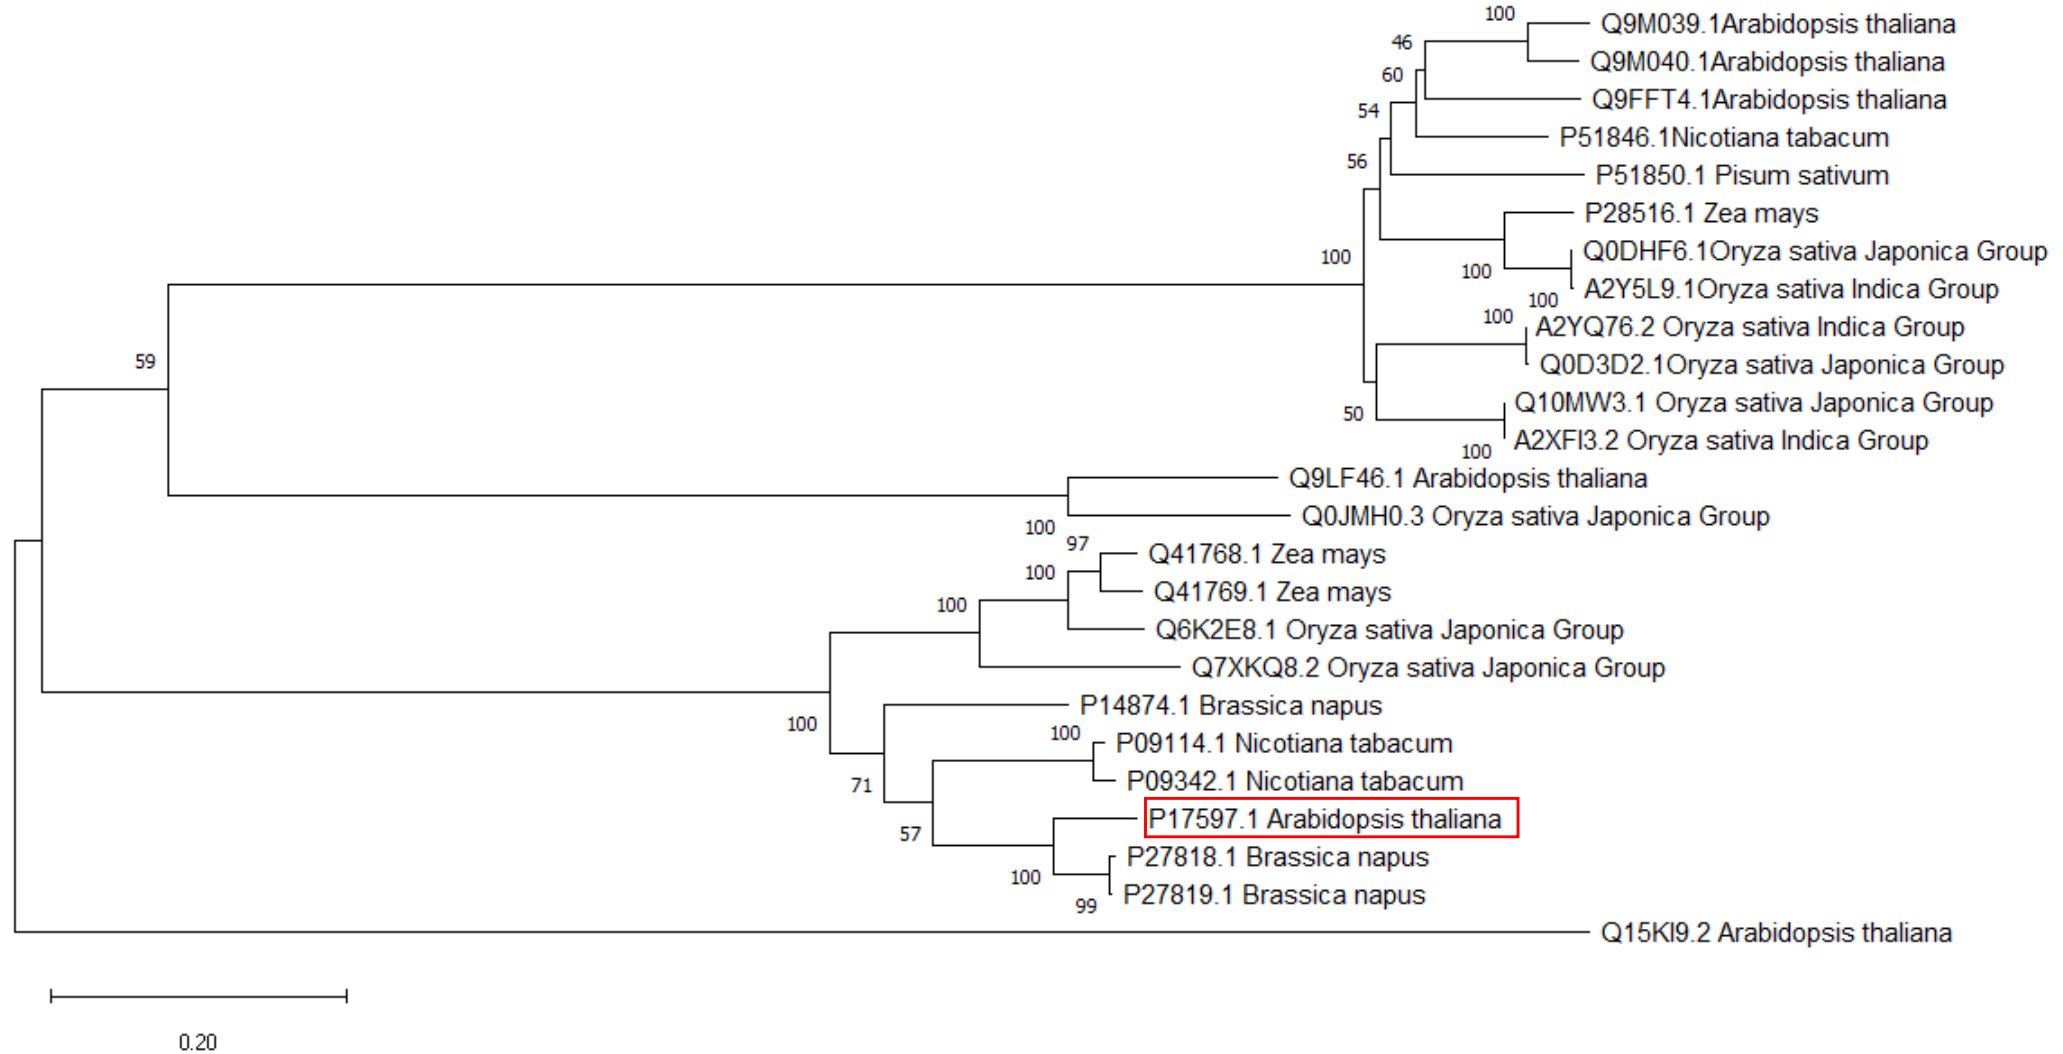 100
Q9M039.1Arabidopsis thaliana
46
Q9M040.1Arabidopsis thaliana
60
Q9FFT4.1Arabidopsis thaliana
54
P51846.1Nicotiana tabacum
56
P51850.1 Pisum sativum
P28516.1 Zea mays
100
Q0DHF6.1Oryza sativa Japonica Group
100
A2Y5L9.1Oryza sativa Indica Group
100
100
A2YQ76.2 Oryza sativa Indica Group
59
Q0D3D2.1Oryza sativa Japonica Group
50
Q10MW3.1 Oryza sativa Japonica Group
100
A2XFI3.2 Oryza sativa Indica Group
Q9LF46.1 Arabidopsis thaliana
100
Q0JMH0.3 Oryza sativa Japonica Group
97
Q41768.1 Zea mays
100
Q41769.1 Zea mays
100
Q6K2E8.1 Oryza sativa Japonica Group
Q7XKQ8.2 Oryza sativa Japonica Group
100
P14874.1 Brassica napus
100
P09114.1 Nicotiana tabacum
71
P09342.1 Nicotiana tabacum
57
P17597.1 Arabidopsis thaliana
100
P27818.1 Brassica napus
99
P27819.1 Brassica napus
Q15KI9.2 Arabidopsis thaliana
0.20